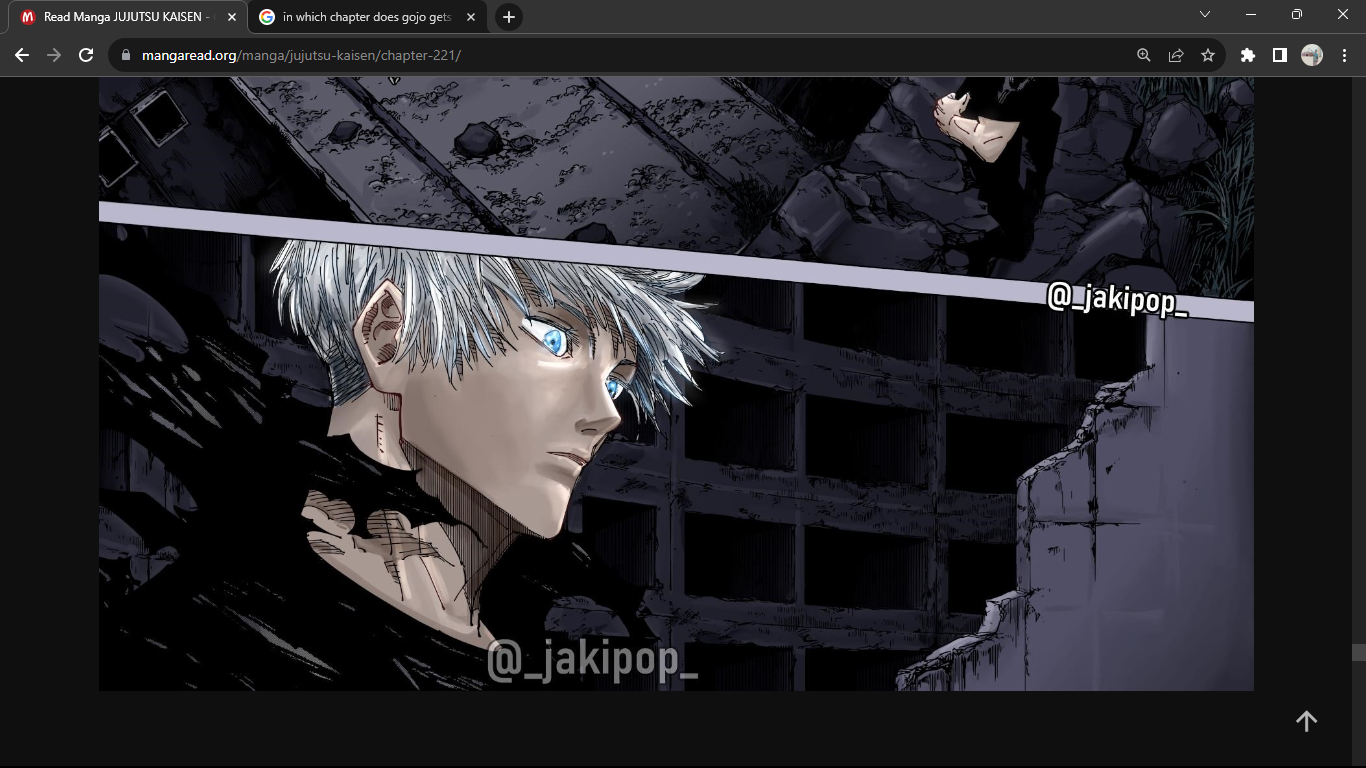 Read Manga JUJUTSU KAISEN -
in which chapter does gojo gets
mangaread.org/manga/jujutsu-kaisen/chapter-221/
@_jakipop_
@_jakipop_